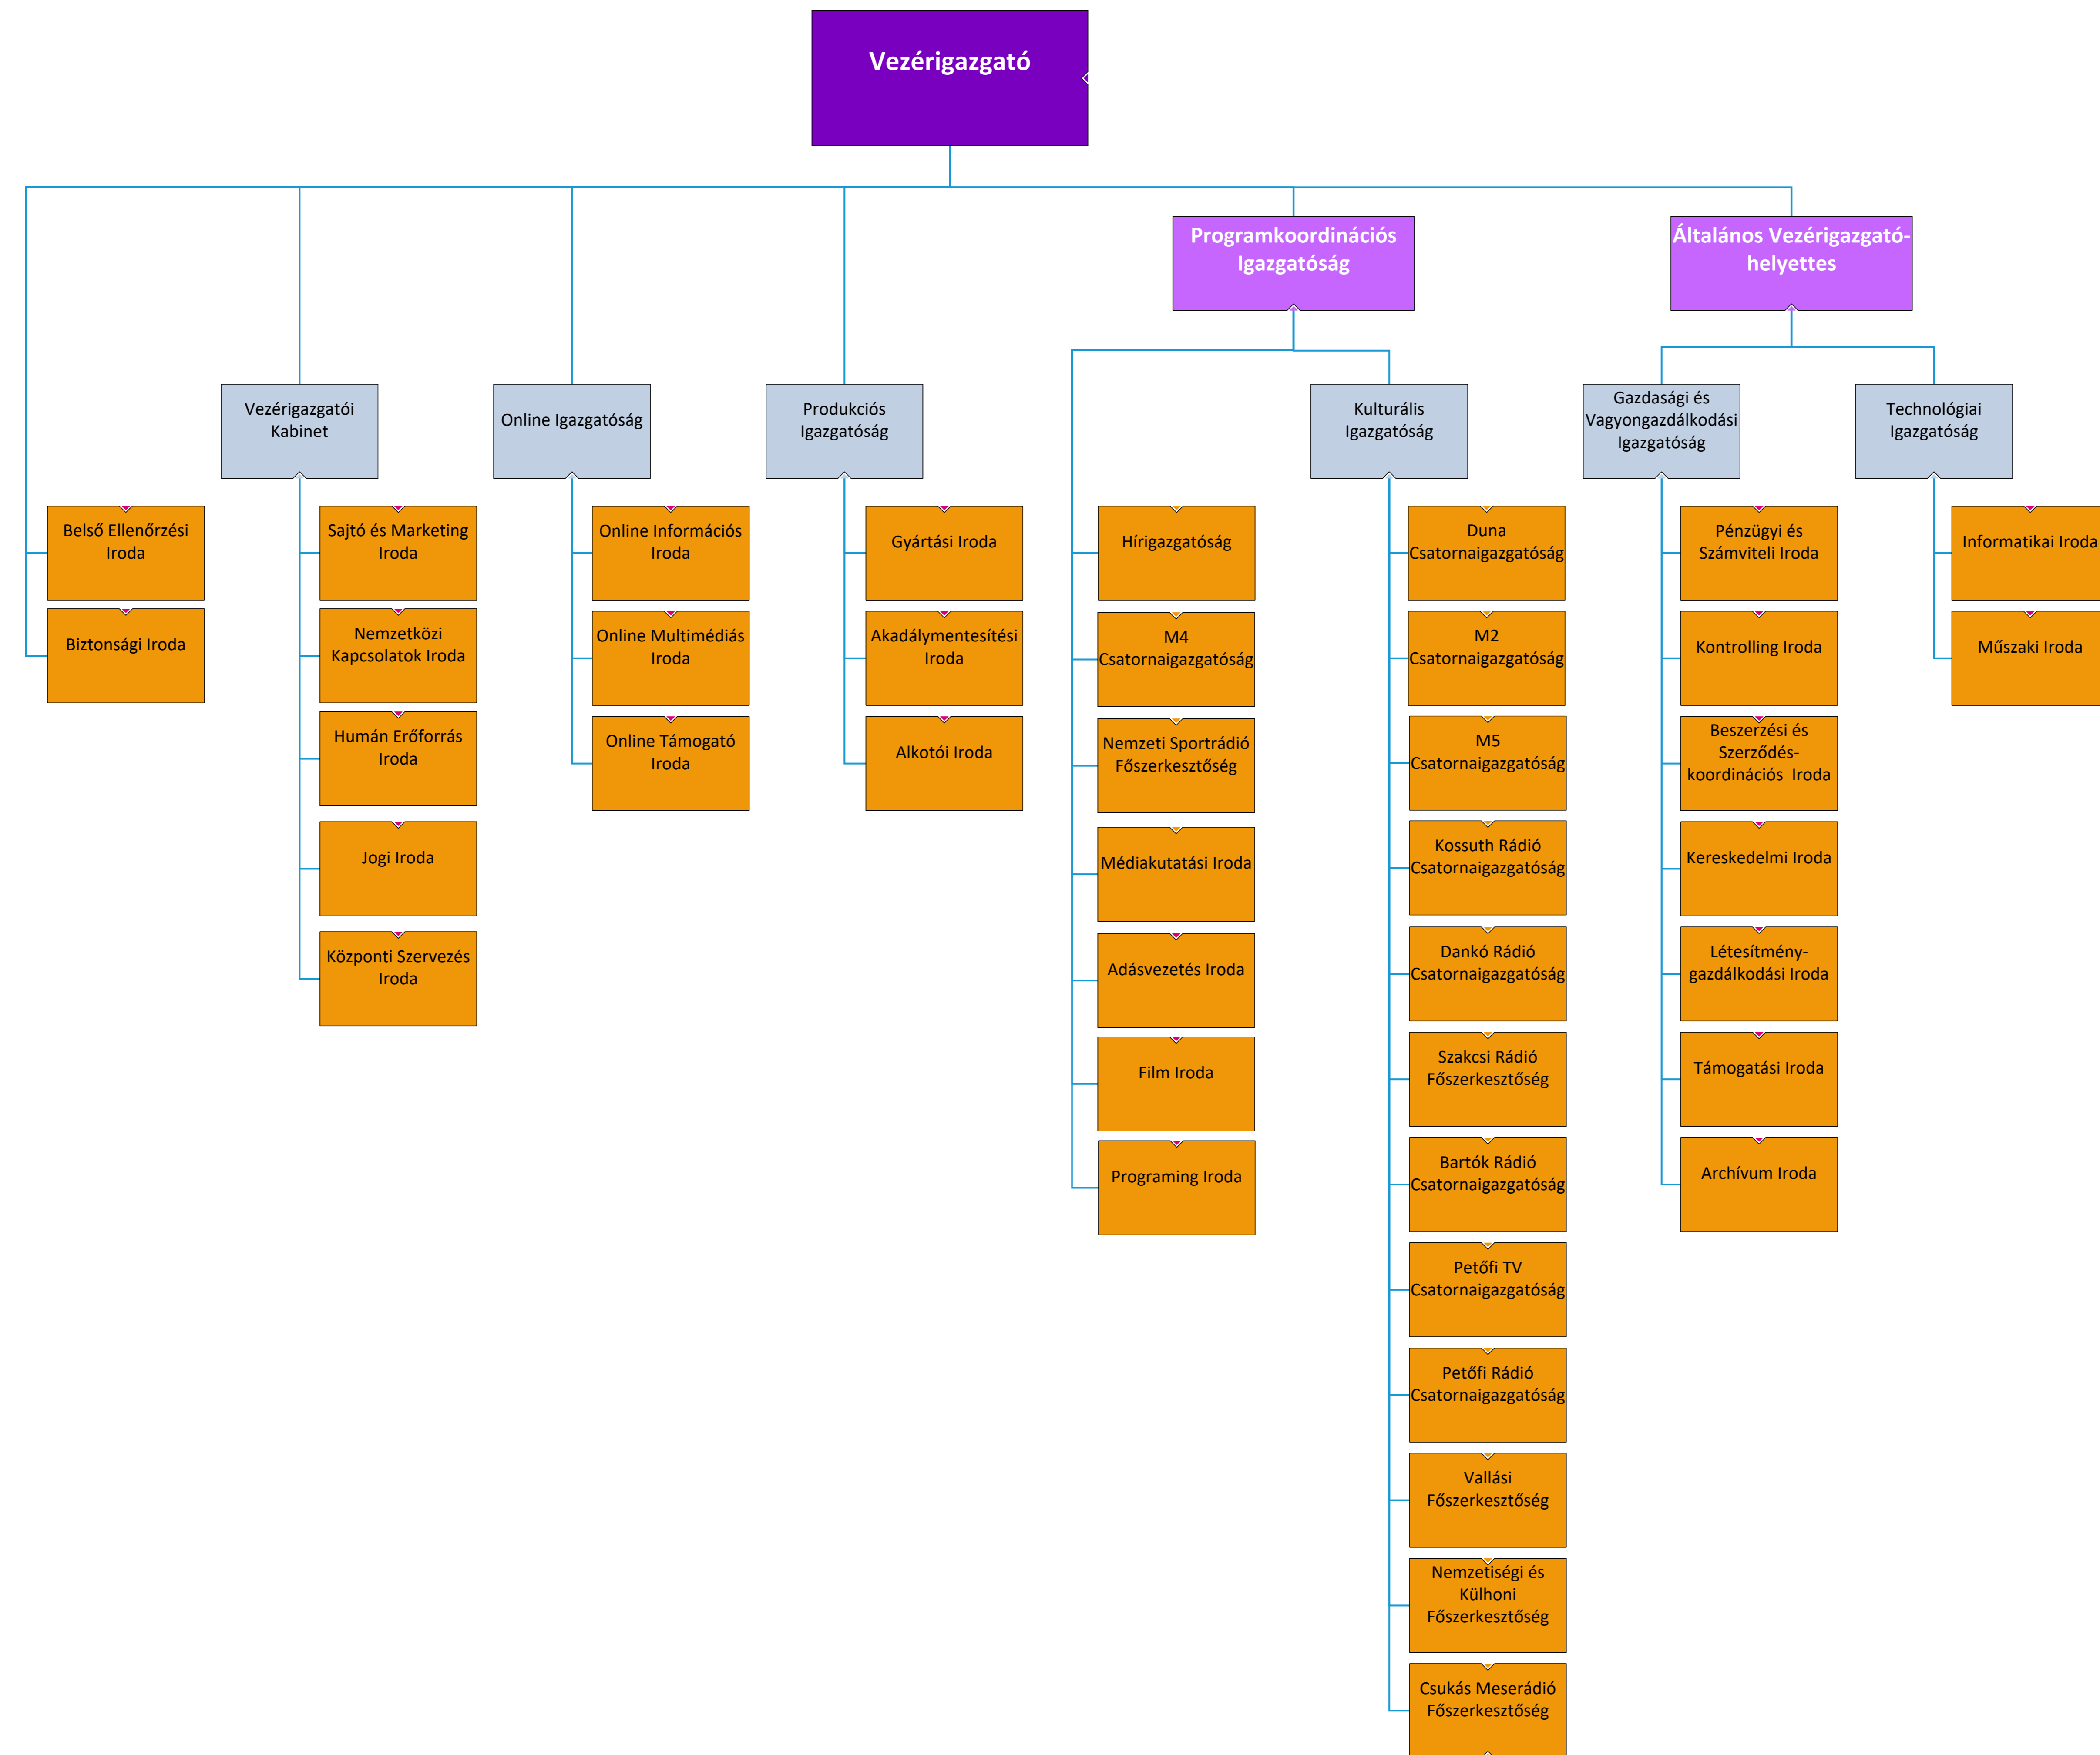 Vezérigazgató
Programkoordinációs
Igazgatóság
Általános Vezérigazgató-
helyettes
Vezérigazgatói
Kabinet
Online Igazgatóság
Produkciós
Igazgatóság
Kulturális
Igazgatóság
Gazdasági és
Vagyongazdálkodási
Igazgatóság
Technológiai
Igazgatóság
Belső Ellenőrzési
Iroda
Biztonsági Iroda
Sajtó és Marketing
Iroda
Nemzetközi
Kapcsolatok Iroda
Humán Erőforrás
Iroda
Jogi Iroda
Központi Szervezés
Iroda
Online Információs
Iroda
Online Multimédiás
Iroda
Online Támogató
Iroda
Gyártási Iroda
Akadálymentesítési
Iroda
Alkotói Iroda
Hírigazgatóság
M4
Csatornaigazgatóság
Nemzeti Sportrádió
Főszerkesztőség
Médiakutatási Iroda
Adásvezetés Iroda
Film Iroda
Programing Iroda
Duna
Csatornaigazgatóság
M2
Csatornaigazgatóság
M5
Csatornaigazgatóság
Kossuth Rádió
Csatornaigazgatóság
Dankó Rádió
Csatornaigazgatóság
Szakcsi Rádió
Főszerkesztőség
Bartók Rádió
Csatornaigazgatóság
Petőfi TV
Csatornaigazgatóság
Petőfi Rádió
Csatornaigazgatóság
Vallási
Főszerkesztőség
Nemzetiségi és
Külhoni
Főszerkesztőség
Csukás Meserádió
Főszerkesztőség
Pénzügyi és
Számviteli Iroda
Kontrolling Iroda
Beszerzési és
Szerződés-
koordinációs  Iroda
Kereskedelmi Iroda
Létesítmény-
gazdálkodási Iroda
Támogatási Iroda
Archívum Iroda
Informatikai Iroda
Műszaki Iroda